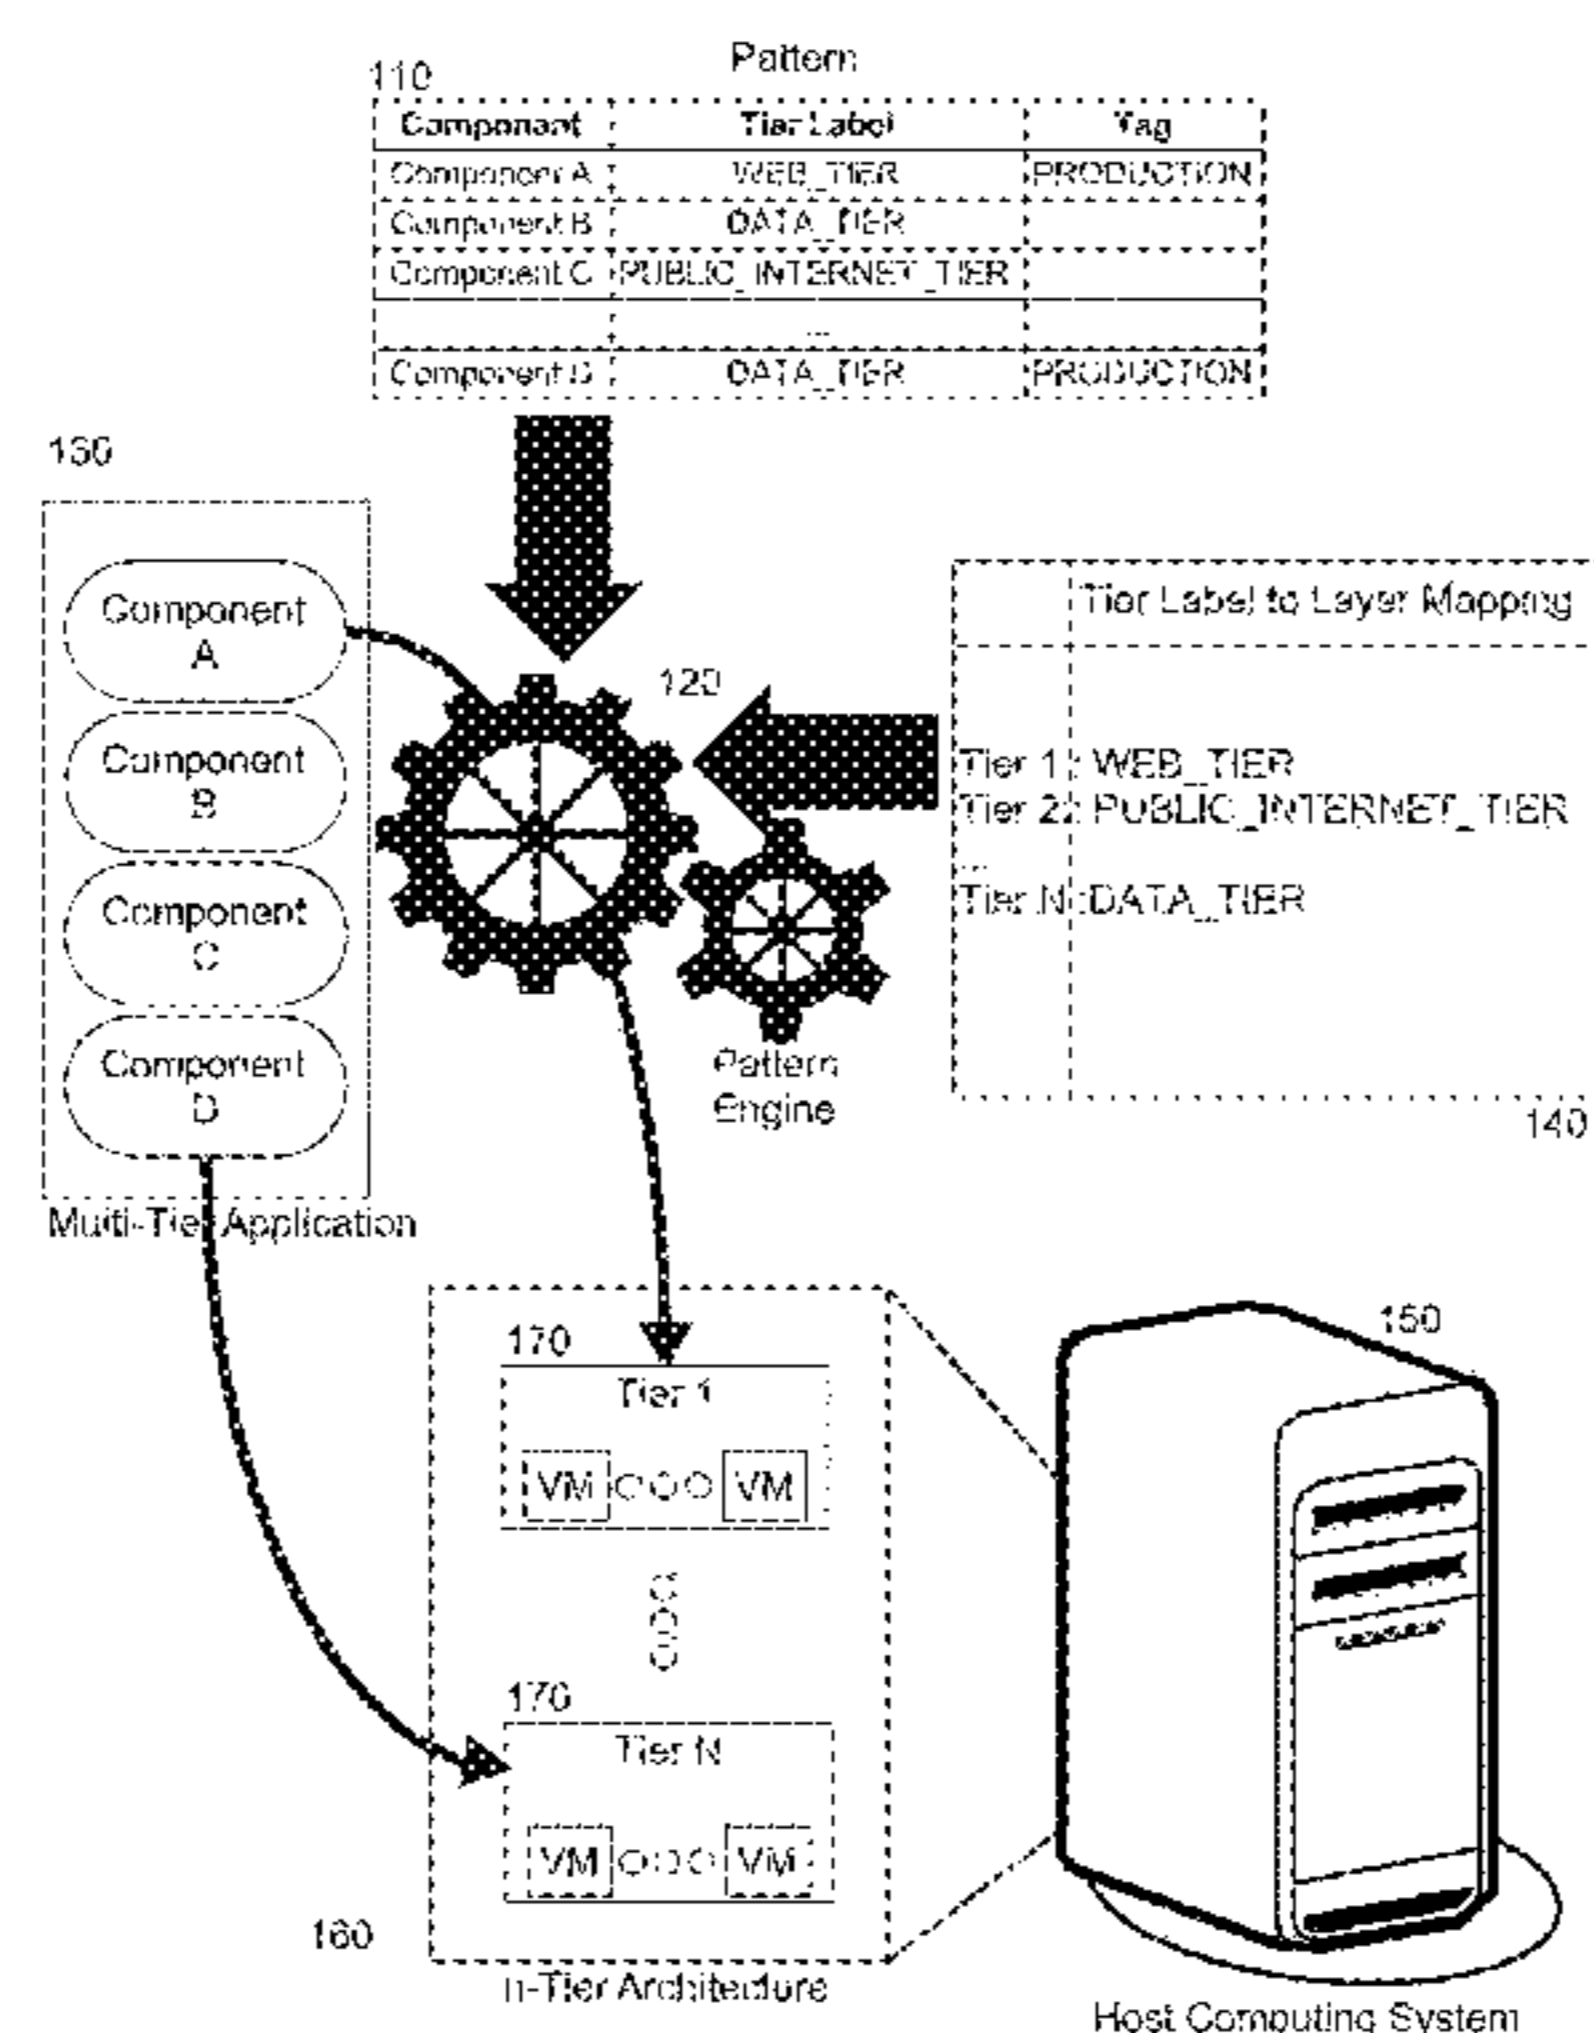 Pattern
110
Component Tier Label Tag
Component A WEB_TIER PRODUCTION
Component B DATA_TIER
Component C PUBLIC_INTERNET_TIER
...
Component D DATA_TIER PRODUCTION
130
Component
A
Component
B
Component
C
Component
D
Multi-Tier Application
120
Pattern
Engine
Tier Label to Layer Mapping
Tier 1: WEB_TIER
Tier 2: PUBLIC_INTERNET_TIER
...
Tier N: DATA_TIER
140
170
Tier 1
VM VM
170
Tier N
VM VM
160
n-Tier Architecture
150
Host Computing System